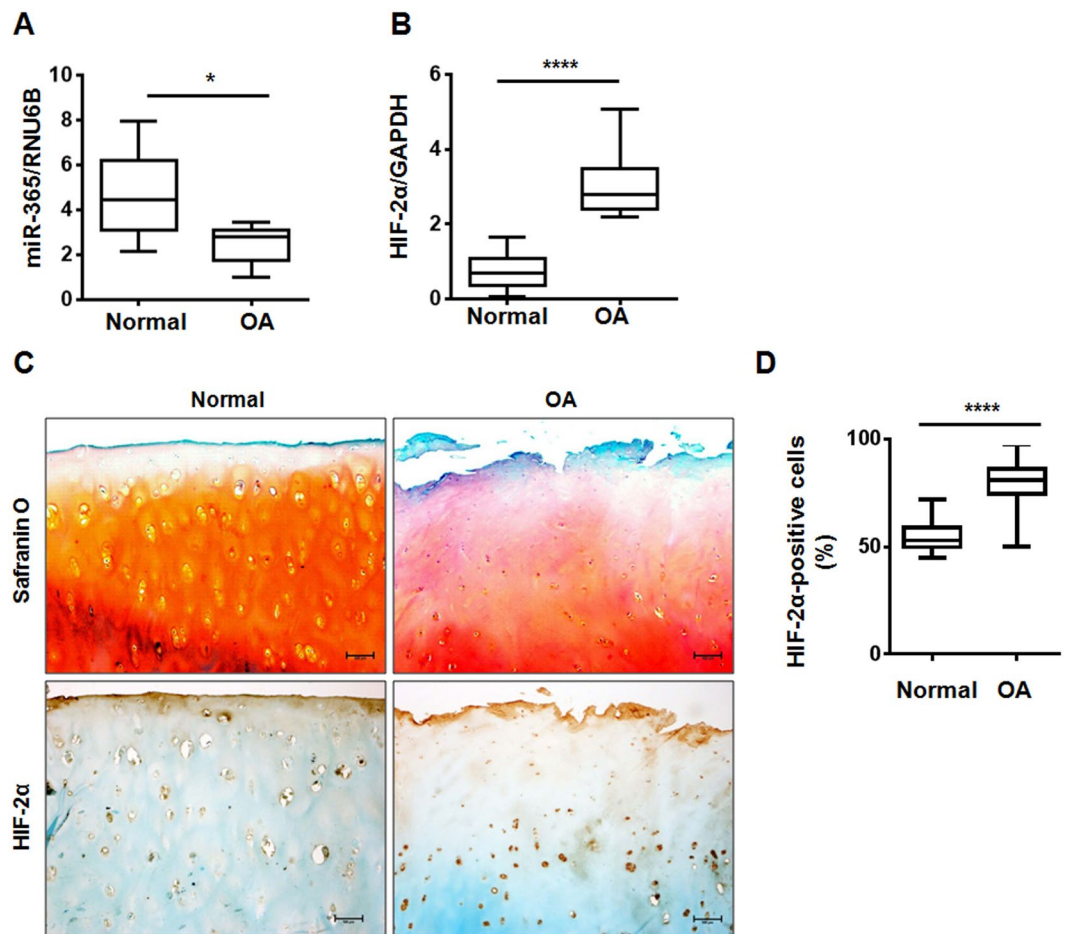 A
miR-365/RNU6B
10
8
6
4
2
0
*
Normal OA
B
HIF-2α/GAPDH
6
4
2
0
****
Normal OA
C
Normal OA
Safranin O
HIF-2α
D
HIF-2α-positive cells
(%)
100
50
0
****
Normal OA